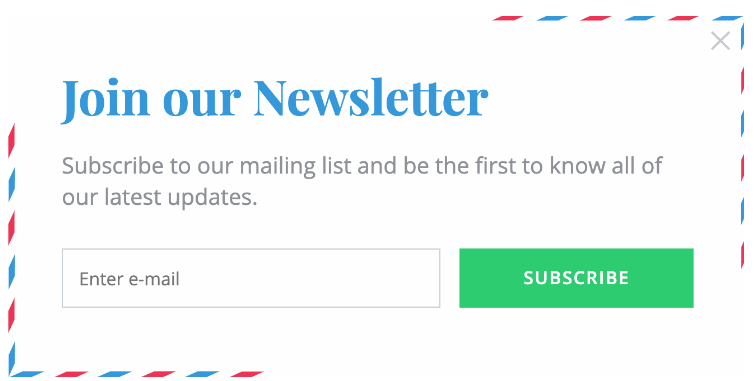 Join our Newsletter
Subscribe to our mailing list and be the first to know all of
our latest updates.
Enter e-mail
SUBSCRIBE